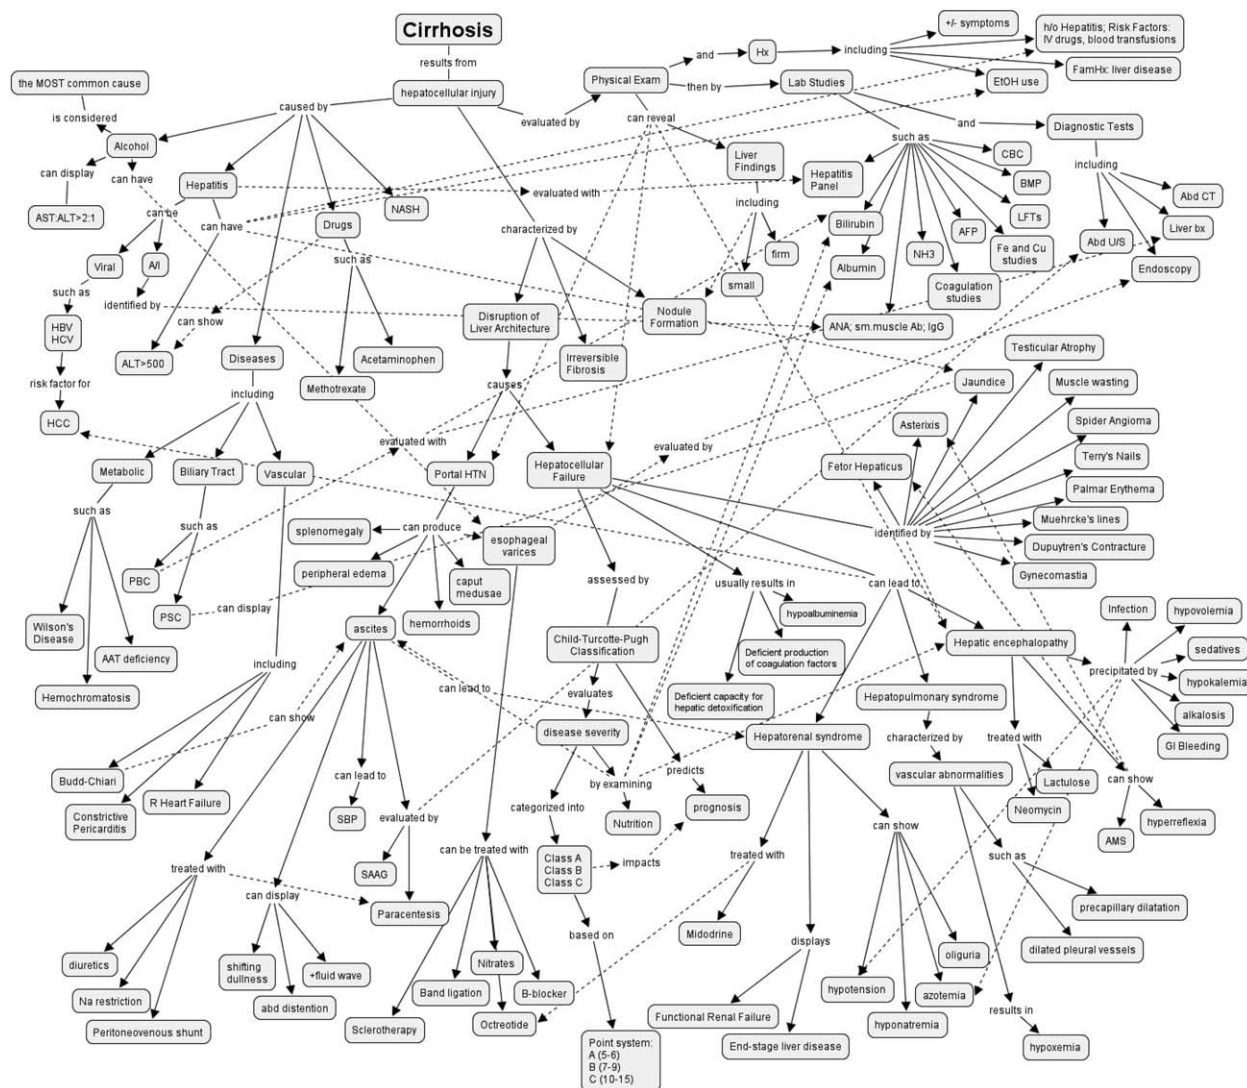 Cirrhosis
results from
hepatocellular injury
the MOST common cause
is considered
Alcohol
can display
AST:ALT>2:1
can have
caused by
Hepatitis
can be
Viral
A/I
such as
identified by
HBV
HCV
risk factor for
HCC
can have
can show
ALT>500
Drugs
such as
Acetaminophen
Methotrexate
NASH
Diseases
including
Metabolic
Biliary Tract
Vascular
such as
Wilson's
Disease
AAT deficiency
Hemochromatosis
such as
PBC
PSC
can display
evaluated with
including
Budd-Chiari
can show
Constrictive
Pericarditis
R Heart Failure
evaluated by
Physical Exam
and
Hx
including
+/- symptoms
h/o Hepatitis; Risk Factors:
IV drugs, blood transfusions
FamHx: liver disease
EtOH use
then by
Lab Studies
and
Diagnostic Tests
including
Abd CT
Liver bx
Abd U/S
Endoscopy
such as
CBC
BMP
LFTs
Fe and Cu
studies
AFP
NH3
Coagulation
studies
Hepatitis
Panel
evaluated with
Bilirubin
Albumin
ANA; sm.muscle Ab; IgG
can reveal
Liver
Findings
including
firm
small
characterized by
Disruption of
Liver Architecture
Nodule
Formation
Irreversible
Fibrosis
causes
Portal HTN
Hepatocellular
Failure
evaluated by
can produce
splenomegaly
peripheral edema
ascites
hemorrhoids
caput
medusae
esophageal
varices
can lead to
can lead to
SBP
evaluated by
SAAG
Paracentesis
treated with
diuretics
Na restriction
Peritoneovenous shunt
can display
shifting
dullness
abd distention
+fluid wave
can be treated with
Sclerotherapy
Band ligation
Nitrates
Octreotide
B-blocker
assessed by
Child-Turcotte-Pugh
Classification
evaluates
disease severity
predicts
prognosis
by examining
Nutrition
categorized into
Class A
Class B
Class C
impacts
based on
Point system:
A (5-6)
B (7-9)
C (10-15)
usually results in
hypoalbuminemia
Deficient production
of coagulation factors
Deficient capacity for
hepatic detoxification
identified by
Testicular Atrophy
Jaundice
Muscle wasting
Asterixis
Spider Angioma
Fetor Hepaticus
Terry's Nails
Palmar Erythema
Muehrcke's lines
Dupuytren's Contracture
Gynecomastia
can lead to
Hepatic encephalopathy
precipitated by
Infection
hypovolemia
sedatives
hypokalemia
alkalosis
GI Bleeding
treated with
Lactulose
Neomycin
can show
AMS
hyperreflexia
Hepatopulmonary syndrome
characterized by
vascular abnormalities
such as
precapillary dilatation
dilated pleural vessels
results in
hypoxemia
Hepatorenal syndrome
treated with
Midodrine
displays
Functional Renal Failure
End-stage liver disease
can show
hypotension
hyponatremia
azotemia
oliguria